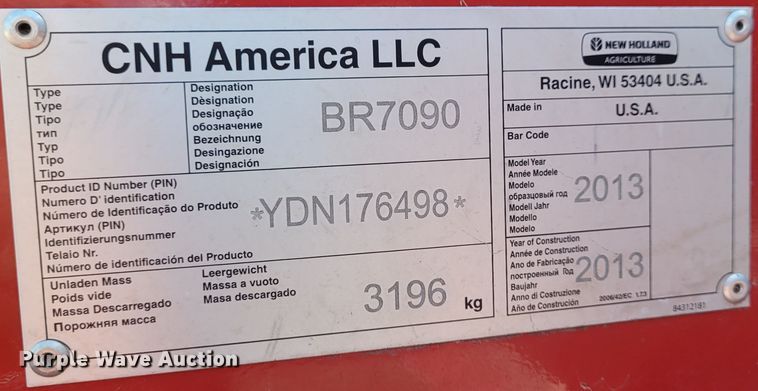 CNH America LLC
Type
Type
Tipo
тип
Typ
Tipo
Tipo
Designation
Dèsignation
Designação
обозначение
Bezeichnung
Desingazione
Designación
BR7090
Product ID Number (PIN)
Numero D' identification
Número de Identificação do Produto
Артикул (PIN)
Identifizierungsnummer
Telaio Nr.
Número de identificación del Producto
*YDN176498*
Unladen Mass
Poids vide
Massa Descarregado
Порожняя масса
Leergewicht
Massa a vuoto
Masa descargado
3196 kg
NEW HOLLAND
AGRICULTURE
Racine, WI 53404 U.S.A.
Made in U.S.A.
Bar Code
Model Year
Année Modele
Modelo
образцовый год
Modell Jahr
Modello
Modelo
2013
Year of Construction
Année de Construction
Ano de Fabricação
построенный Год
Baujahr
Anno di Costruzione
Año de Construción
2013
2006/42/EC 1.7.3
84312191
Purple Wave Auction